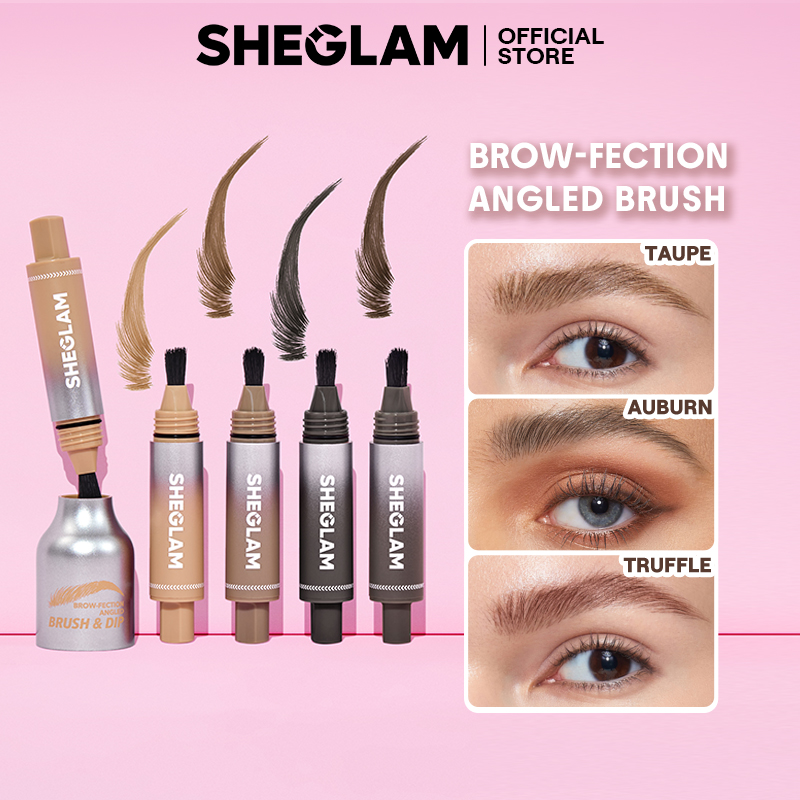 SHEGLAM
OFFICIAL
STORE
BROW-FECTION
ANGLED BRUSH
TAUPE
AUBURN
TRUFFLE
SHEGLAM
SHEGLAM
SHEGLAM
SHEGLAM
SHEGLAM
BROW-FECTION
ANGLED
BRUSH & DIP